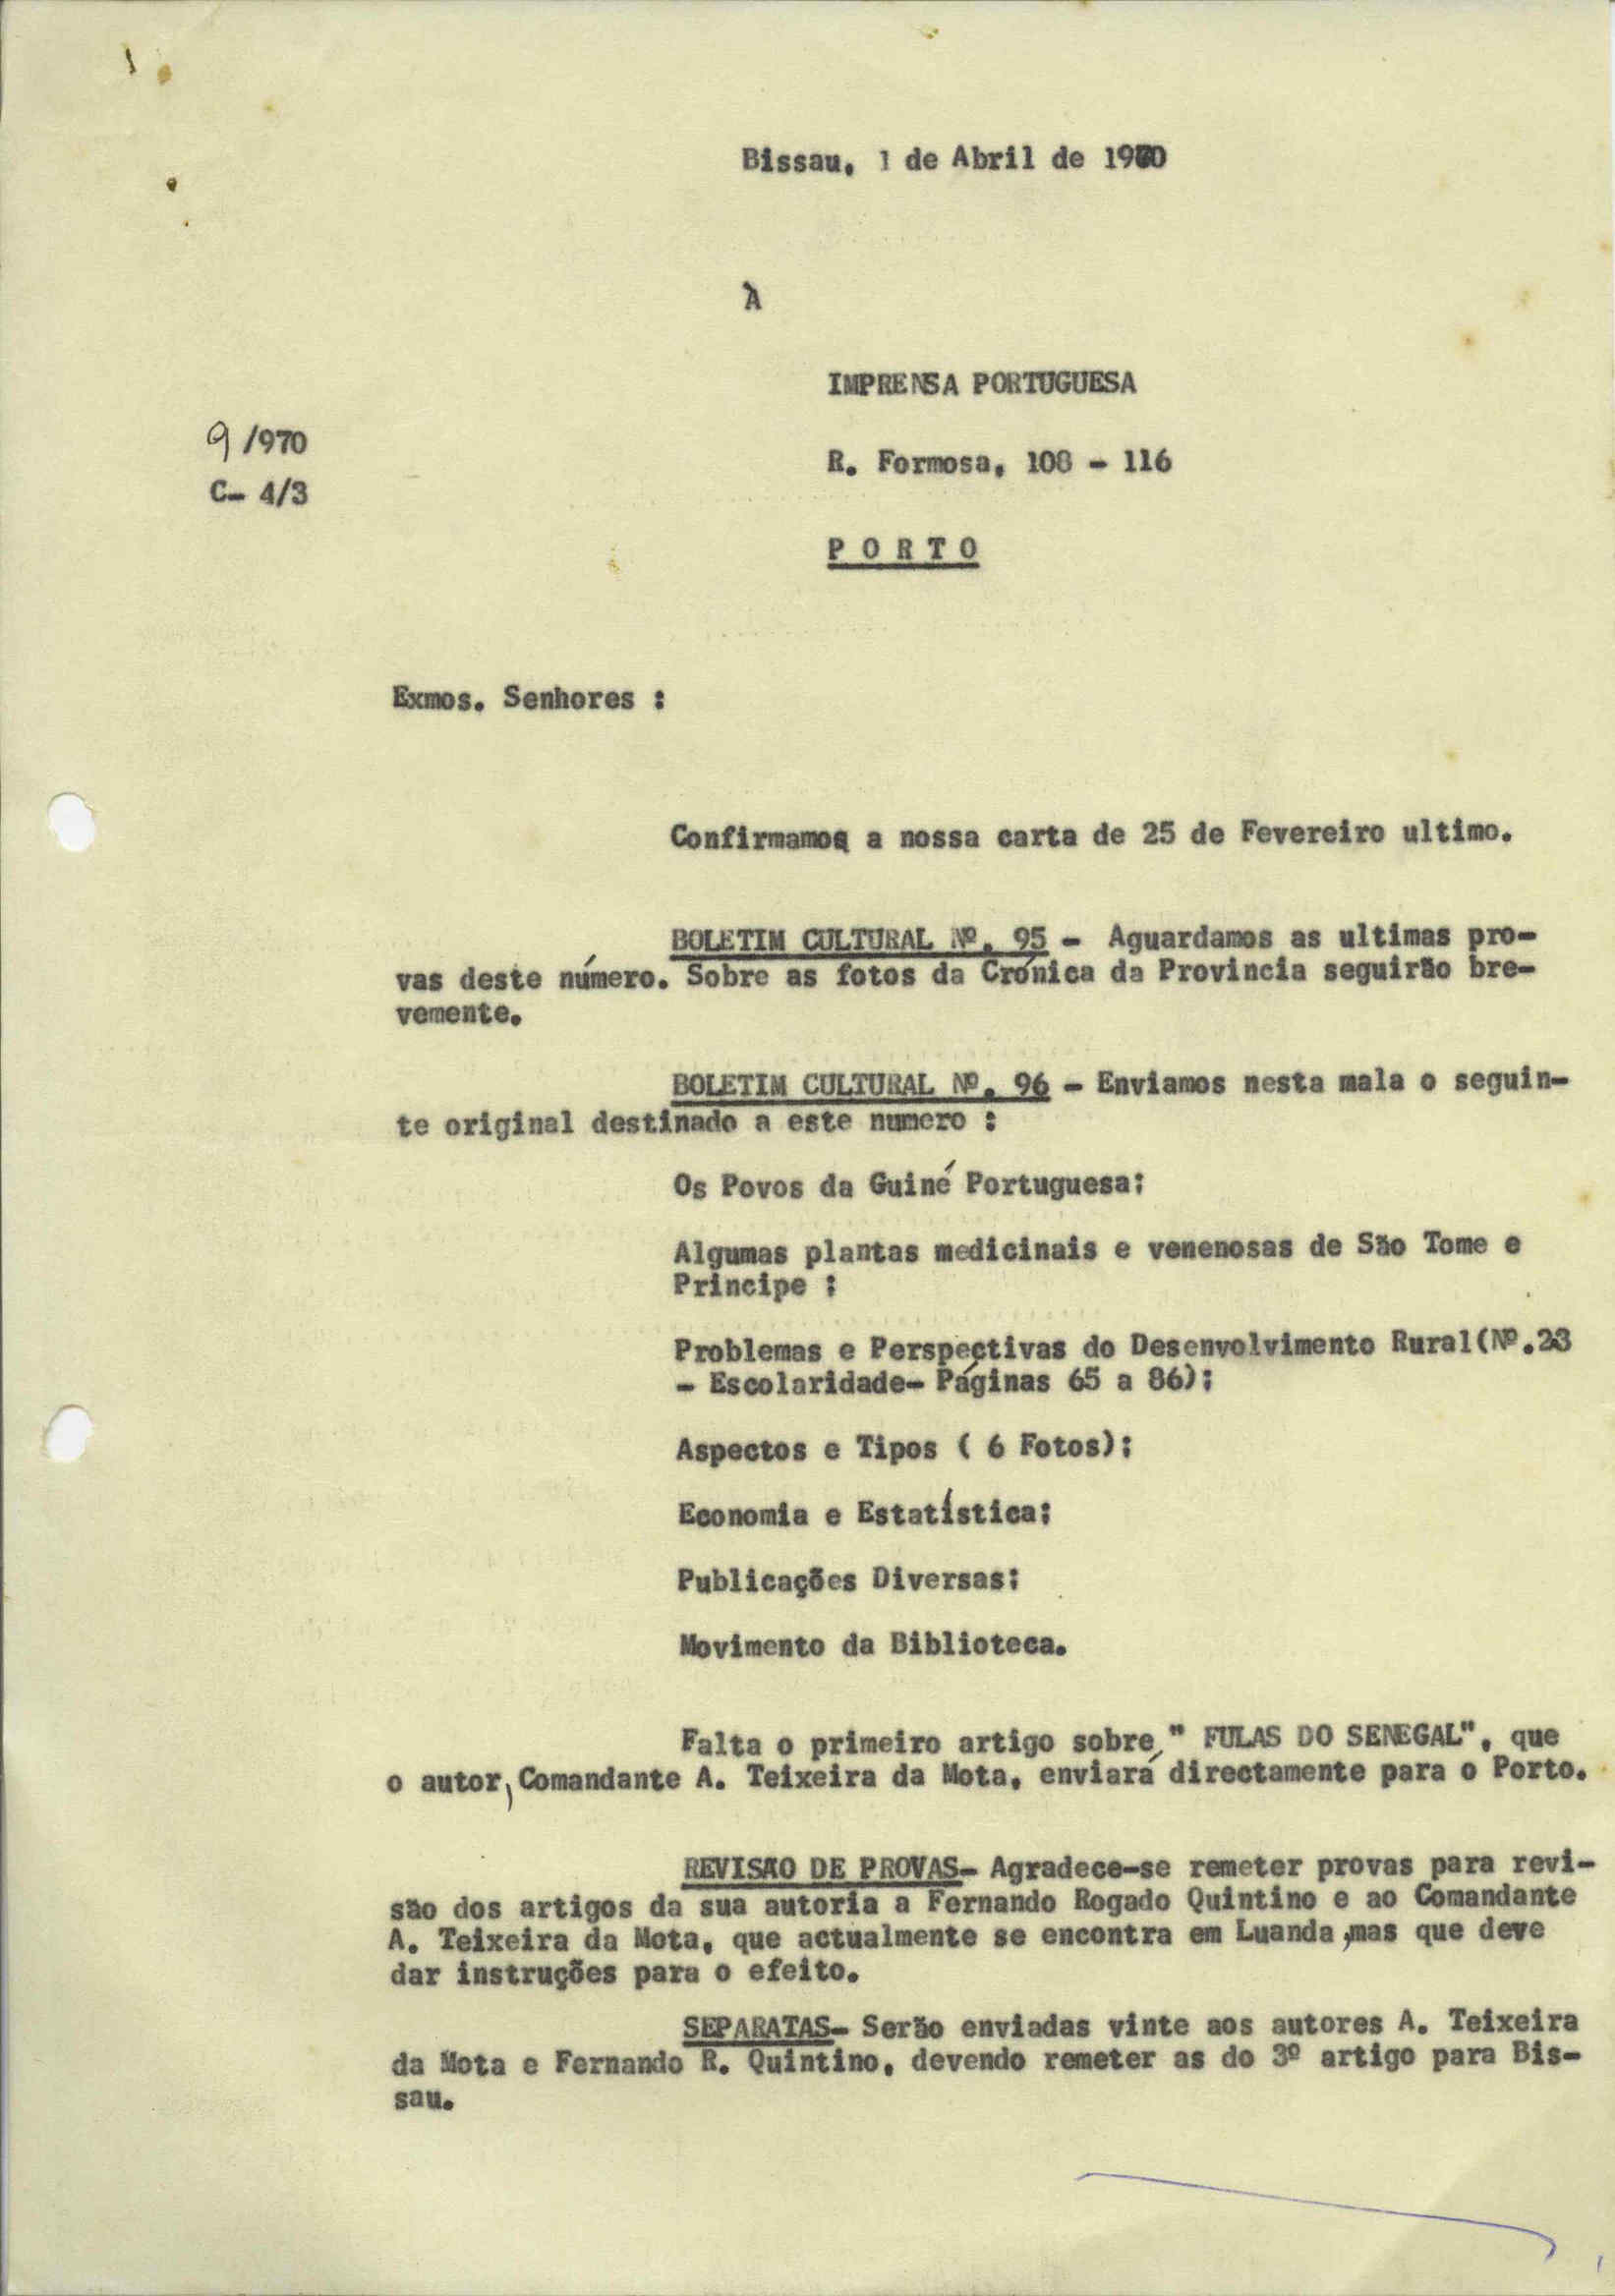 Bissau, 1 de Abril de 1970
À
IMPRENSA PORTUGUESA
9/970
R. Formosa, 108 - 116
C- 4/3
P O R T O
Exmos. Senhores :
Confirmamos a nossa carta de 25 de Fevereiro ultimo.
BOLETIM CULTURAL Nº. 95 - Aguardamos as ultimas pro-
vas deste número. Sobre as fotos da Crónica da Provincia seguirão bre-
vemente.
BOLETIM CULTURAL Nº. 96 - Enviamos nesta mala o seguin-
te original destinado a este numero :
Os Povos da Guiné Portuguesa;
Algumas plantas medicinais e venenosas de São Tome e
Principe ;
Problemas e Perspectivas do Desenvolvimento Rural(Nº.23
- Escolaridade- Páginas 65 a 86);
Aspectos e Tipos ( 6 Fotos);
Economia e Estatística;
Publicações Diversas;
Movimento da Biblioteca.
Falta o primeiro artigo sobre " FULAS DO SENEGAL", que
o autor, Comandante A. Teixeira da Mota, enviará directamente para o Porto.
REVISAO DE PROVAS- Agradece-se remeter provas para revi-
são dos artigos da sua autoria a Fernando Rogado Quintino e ao Comandante
A. Teixeira da Mota, que actualmente se encontra em Luanda,mas que deve
dar instruções para o efeito.
SEPARATAS- Serão enviadas vinte aos autores A. Teixeira
da Mota e Fernando R. Quintino, devendo remeter as do 3º artigo para Bis-
sau.